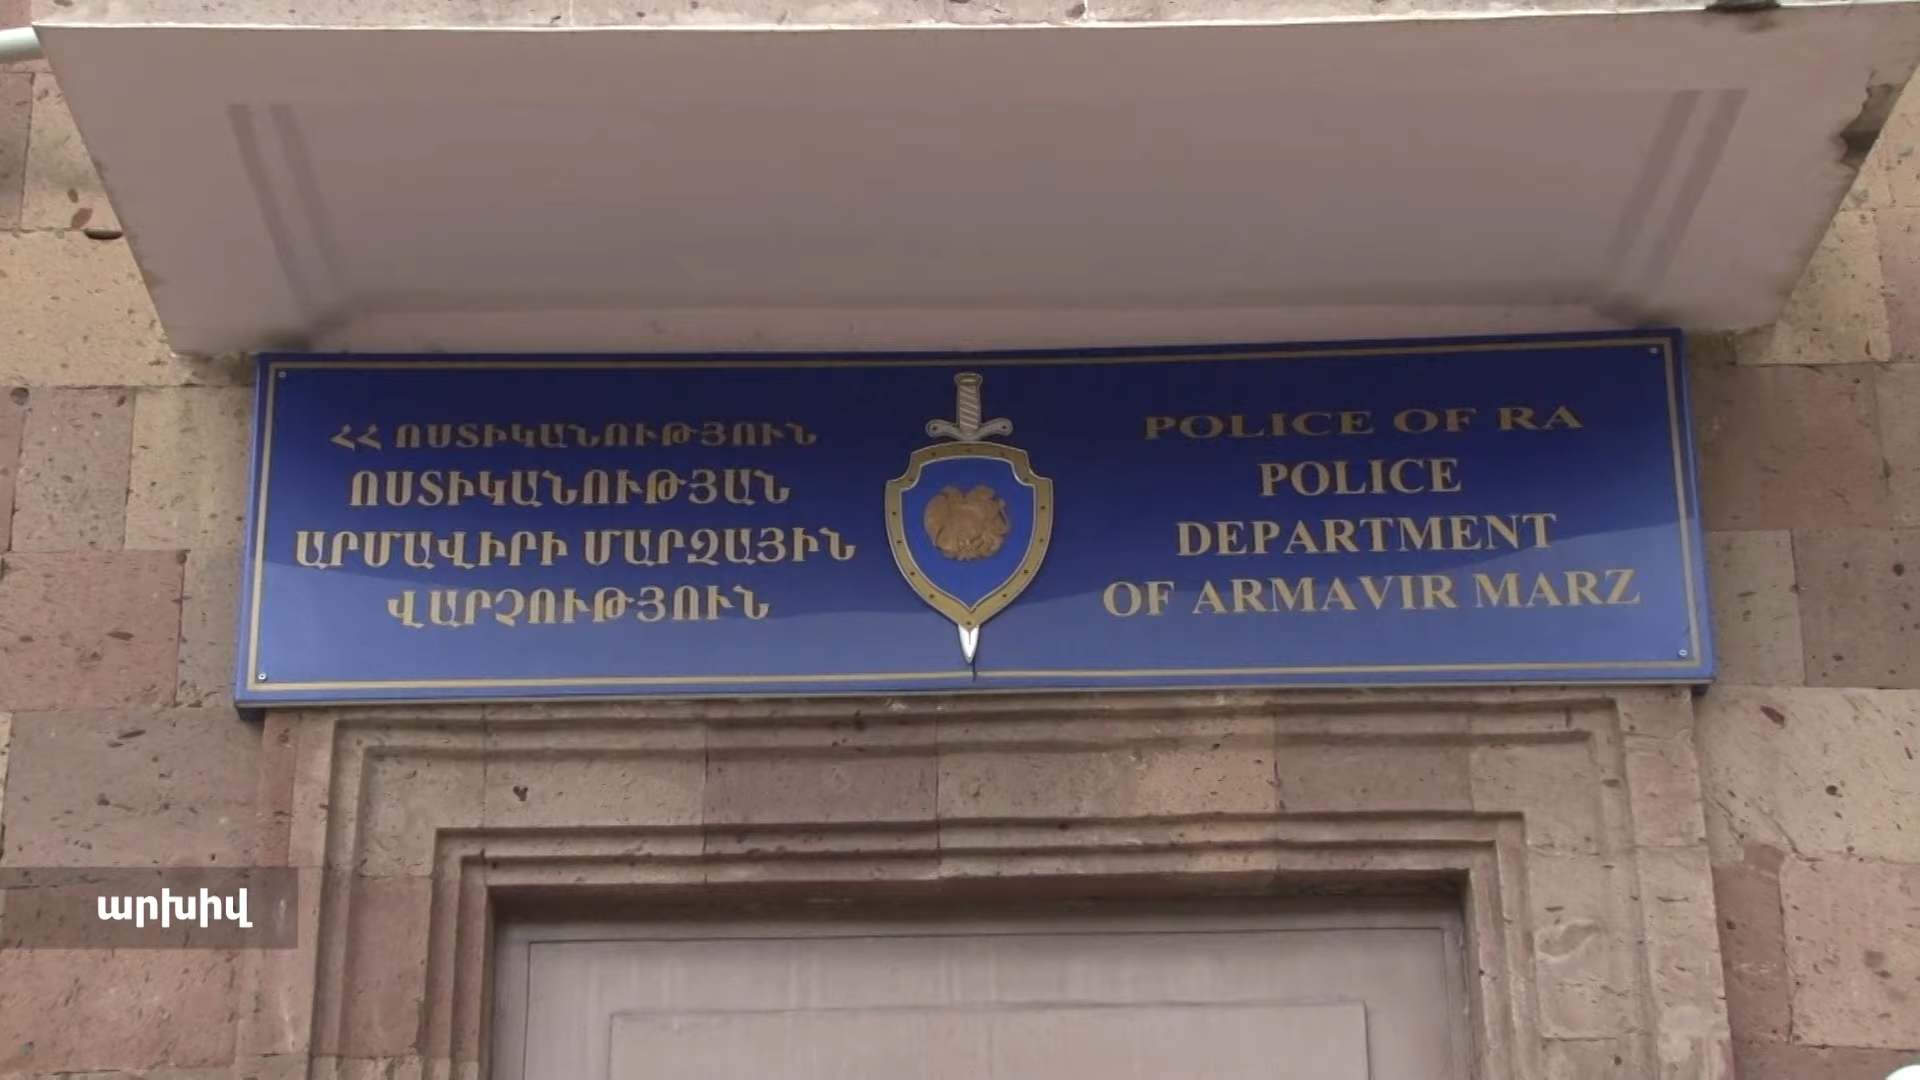 ՀՀ ՈՍՏԻԿԱՆՈՒԹՅՈՒՆ
ՈՍՏԻԿԱՆՈՒԹՅԱՆ
ԱՐՄԱՎԻՐԻ ՄԱՐԶԱՅԻՆ
ՎԱՐՉՈՒԹՅՈՒՆ
POLICE OF RA
POLICE
DEPARTMENT
OF ARMAVIR MARZ
արխիվ